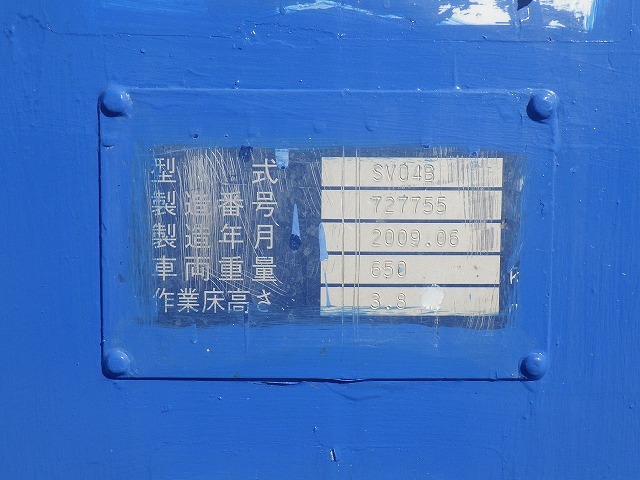 型式 SV04B
製造番号 727755
製造年月 2009.06
車両重量 650 K
作業床高さ 3.8